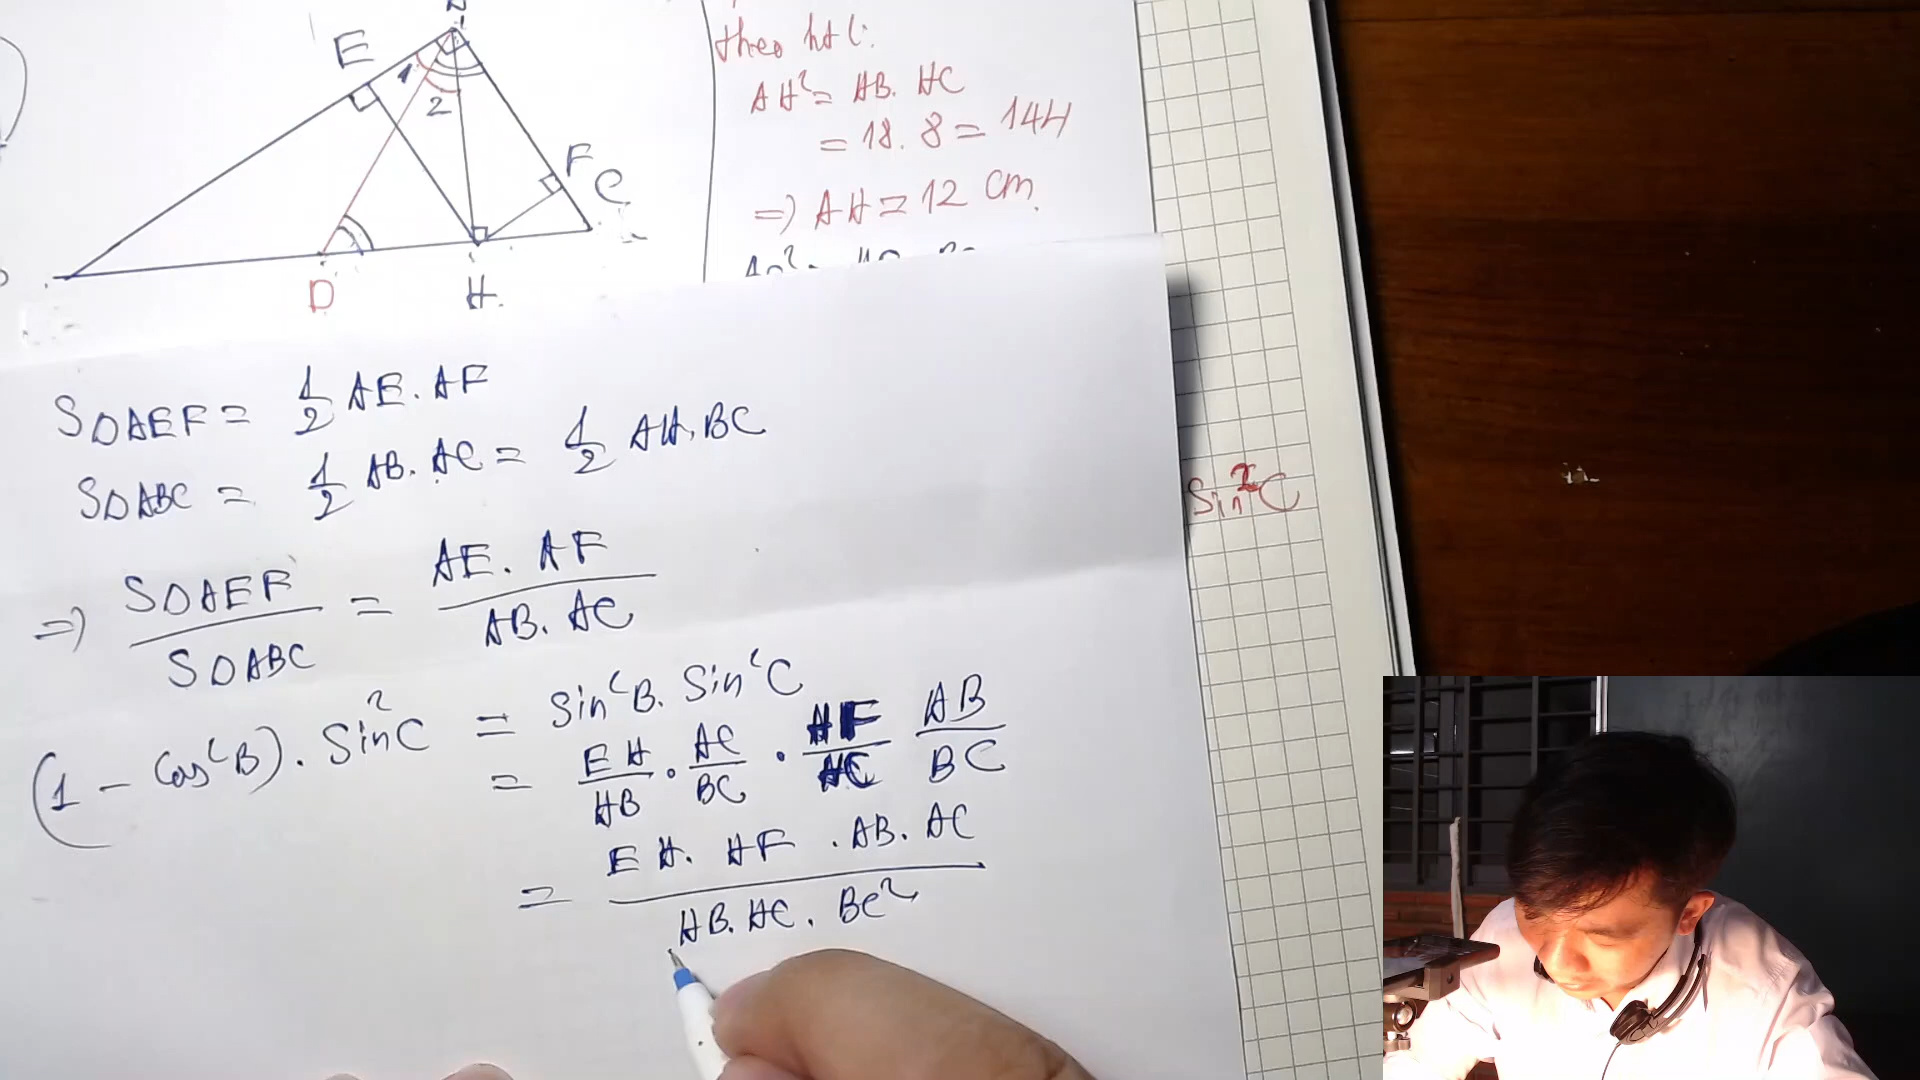 E
1
2
F
C
D
H
theo htl:
AH² = HB. HC
= 18. 8 = 144
=> AH = 12 cm
S△AEF = 1/2 AE. AF
S△ABC = 1/2 AB. AC = 1/2 AH. BC
=> S△AEF / S△ABC = AE. AF / AB. AC
Sin²C
(1 - Cos²B). Sin²C = Sin²B. Sin²C
= EH/HB . AC/BC . HF/HC AB/BC
= EH. HF . AB. AC / HB. HC. BC²